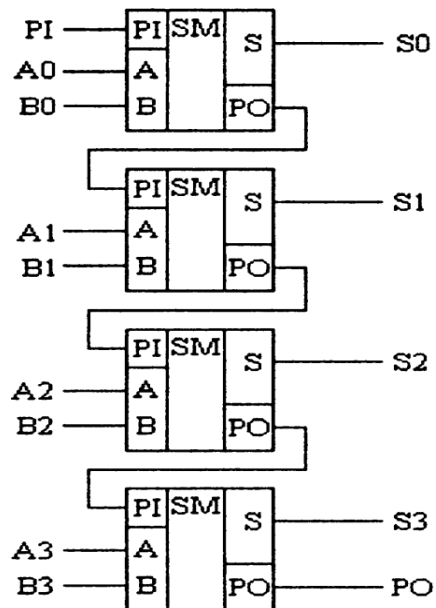 PI PI SM S S0
A0 A
B0 B PO
PI SM S S1
A1 A
B1 B PO
PI SM S S2
A2 A
B2 B PO
PI SM S S3
A3 A
B3 B PO PO